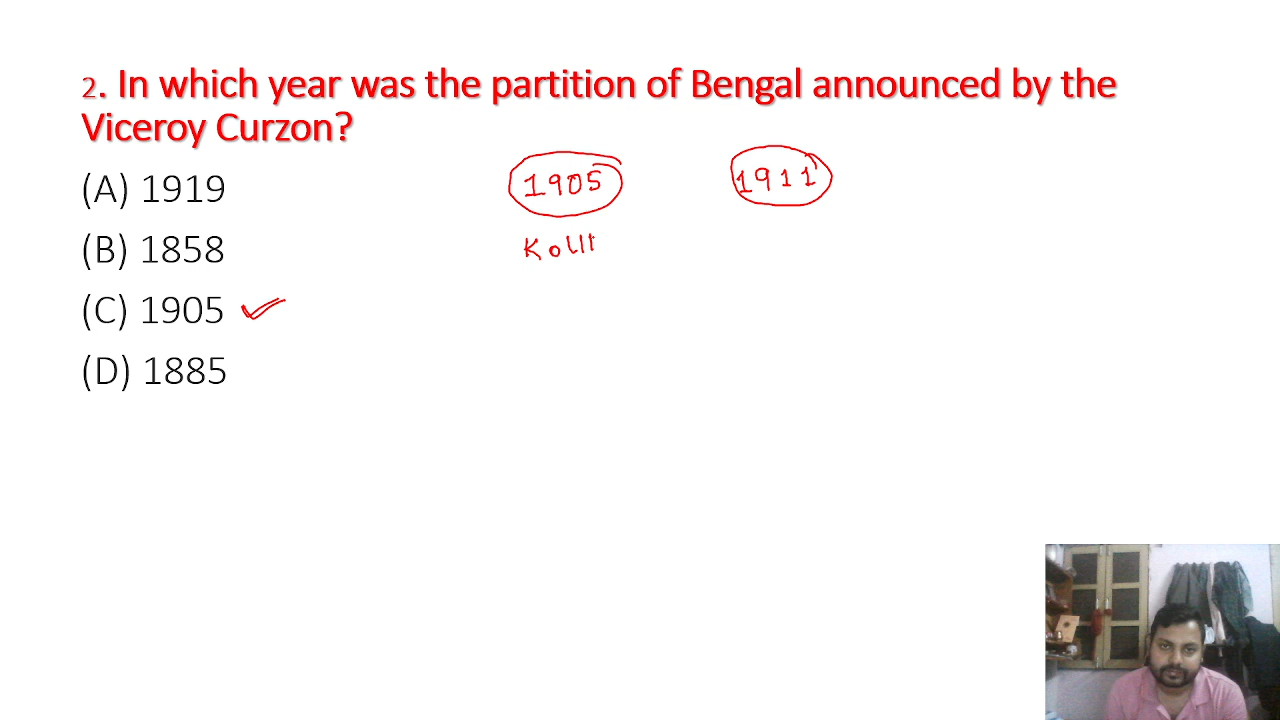 2. In which year was the partition of Bengal announced by the
Viceroy Curzon?
(A) 1919
1905
1911
(B) 1858
(C) 1905
(D) 1885